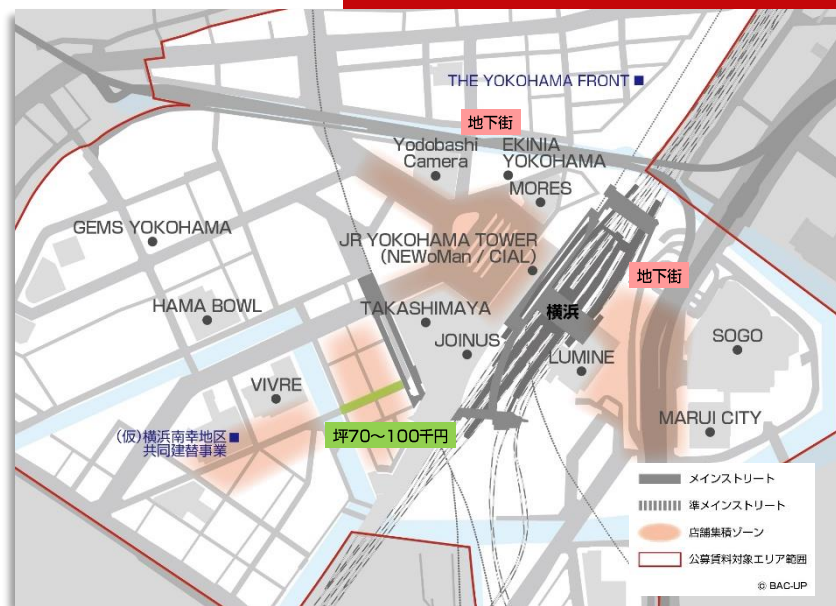 THE YOKOHAMA FRONT ■
地下街
Yodobashi
Camera
EKINIA
YOKOHAMA
MORES
GEMS YOKOHAMA
JR YOKOHAMA TOWER
(NEWoMan / CIAL)
地下街
HAMA BOWL
TAKASHIMAYA
横浜
JOINUS
LUMINE
SOGO
VIVRE
MARUI CITY
(仮)横浜南幸地区■
共同建替事業
坪70～100千円
メインストリート
準メインストリート
店舗集積ゾーン
公募賃料対象エリア範囲
© BAC-UP